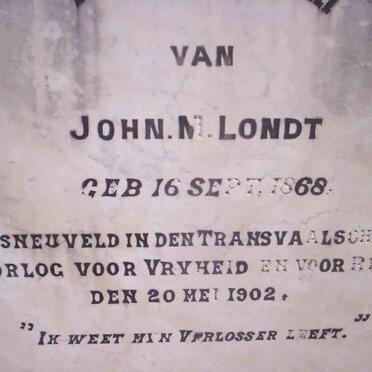 VAN
JOHN. M. LONDT
GEB 16 SEPT. 1868.
SNEUVELD IN DEN TRANSVAALSCH
ORLOG VOOR VRYHEID EN VOOR
DEN 20 MEI 1902.
"IK WEET MIJN VERLOSSER LEEFT."